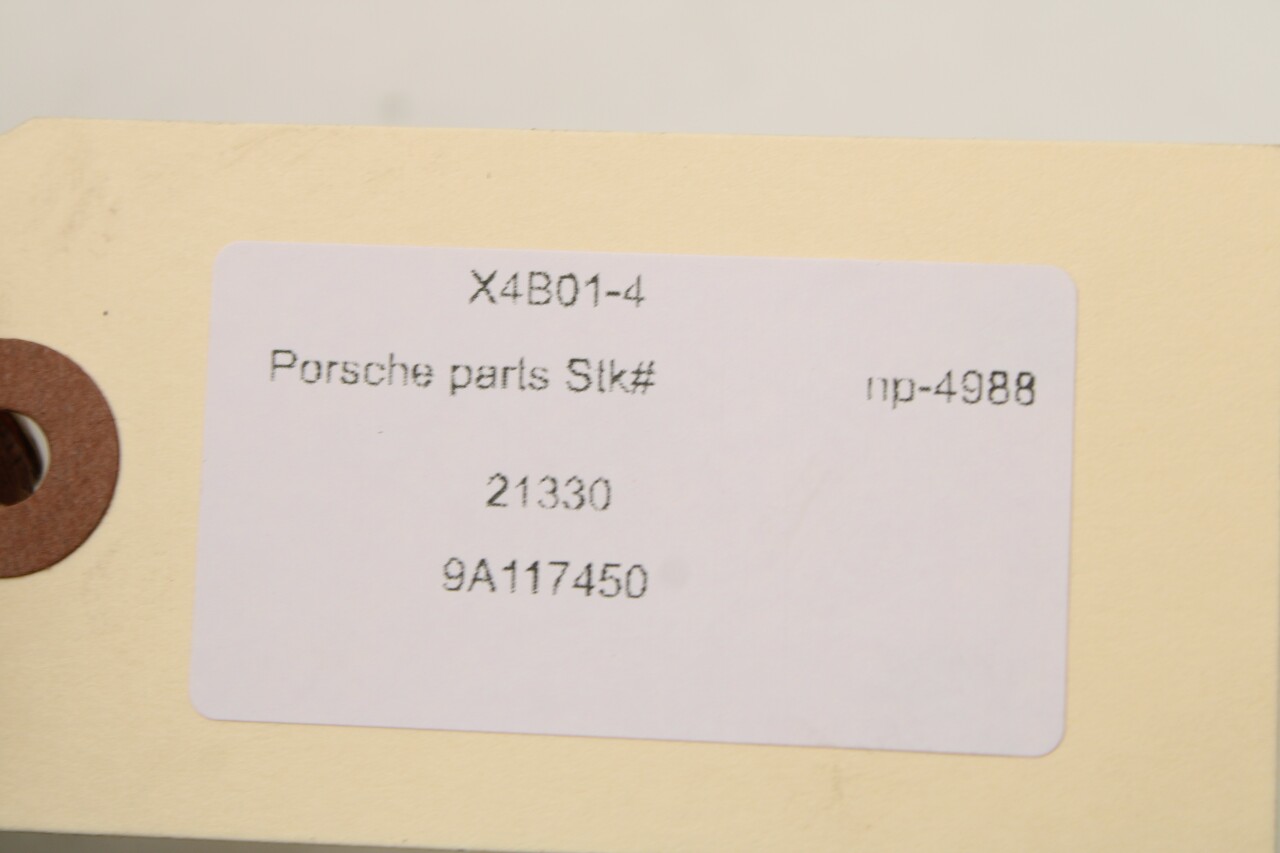 X4B01-4
Porsche parts Stk# np-4988
21330
9A117450